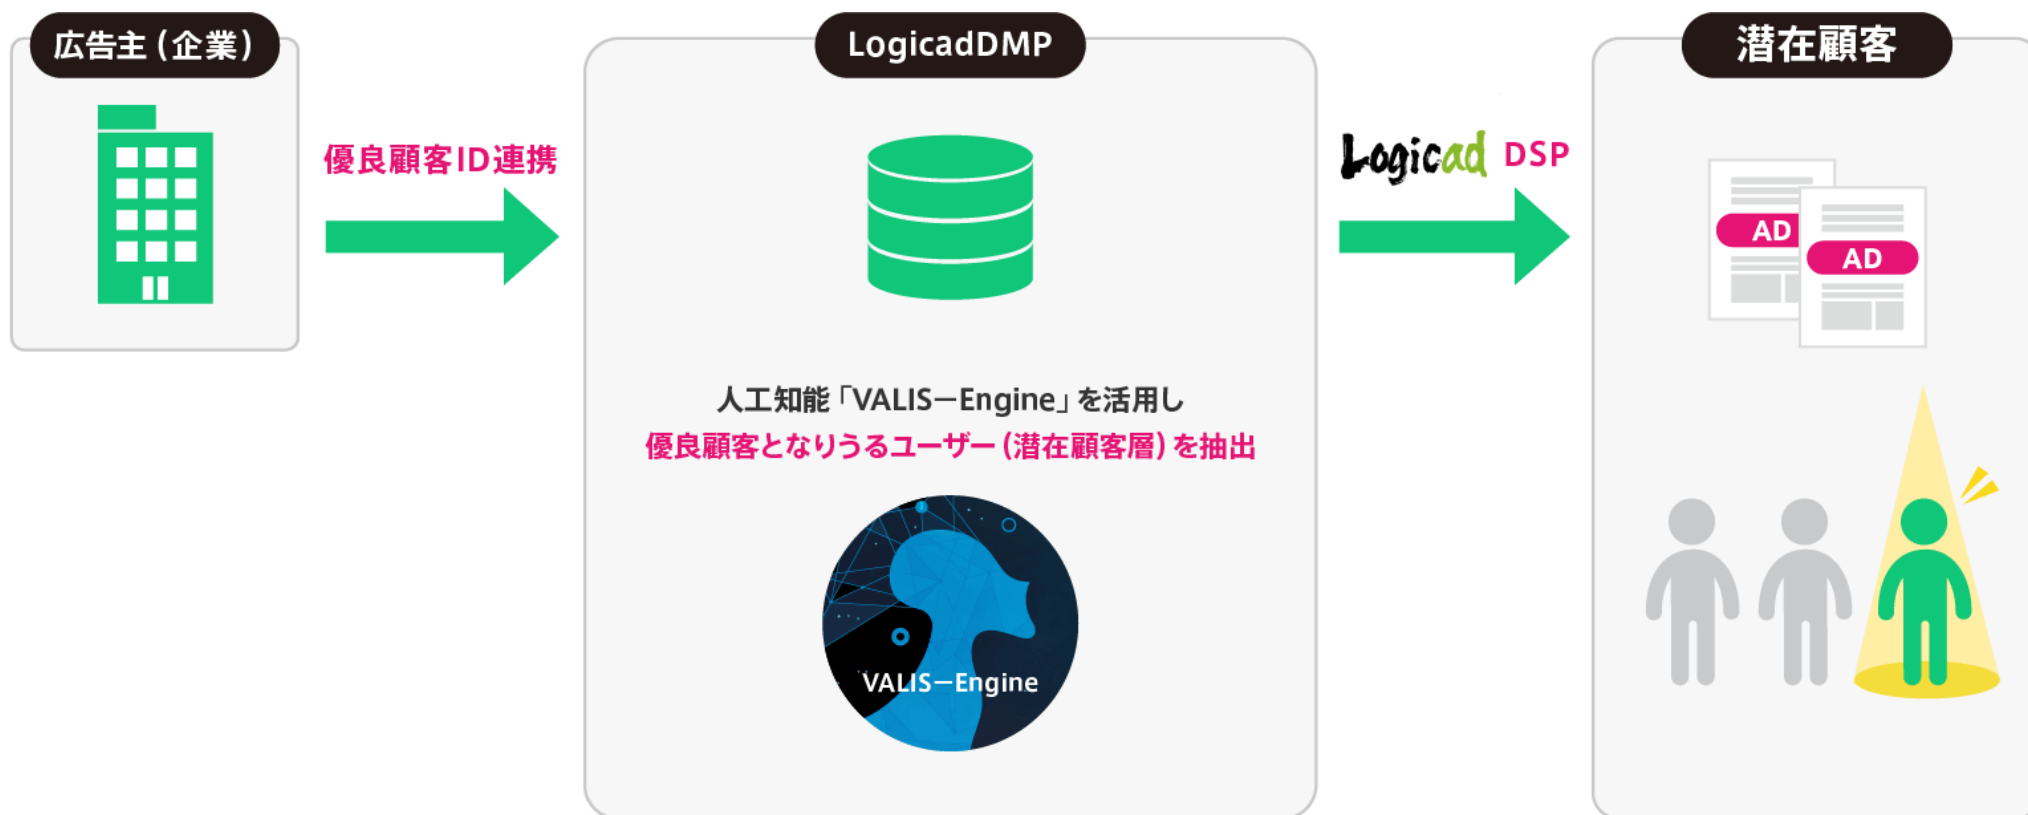 広告主（企業）
優良顧客ID連携
LogicadDMP
人工知能「VALIS－Engine」を活用し
優良顧客となりうるユーザー（潜在顧客層）を抽出
VALIS－Engine
Logicad DSP
潜在顧客
AD
AD